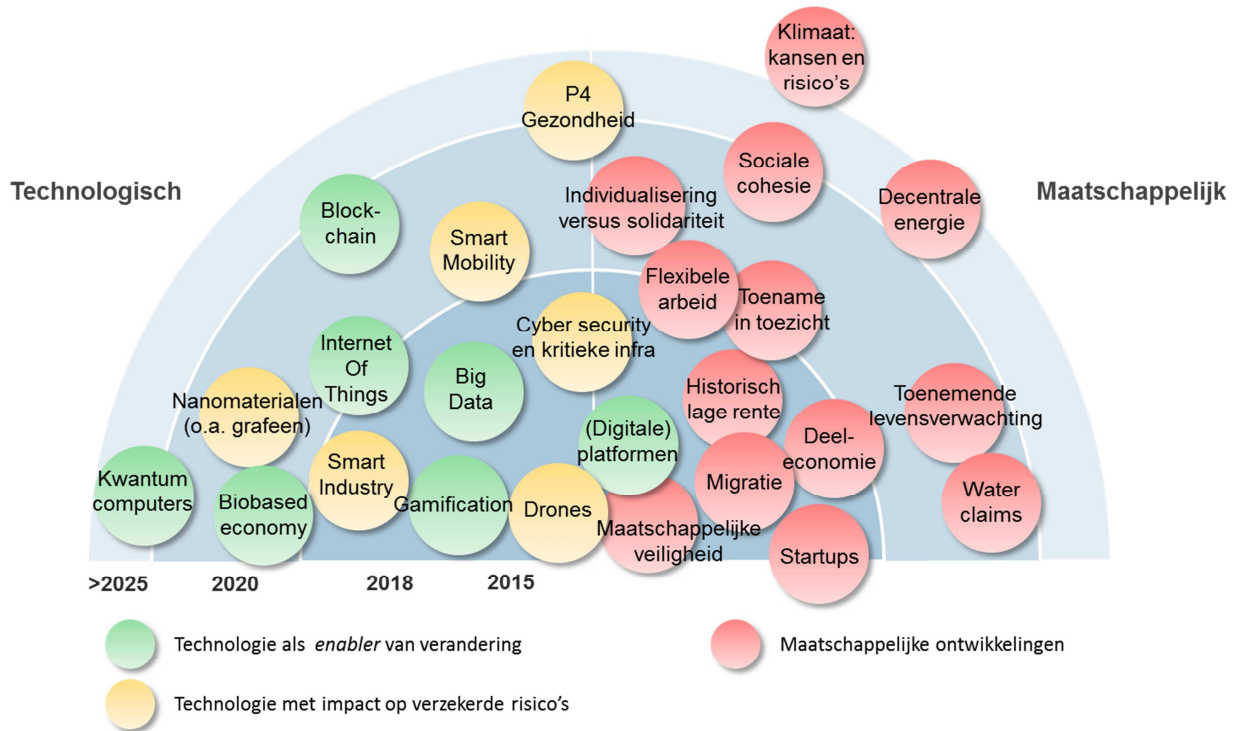 Klimaat:
kansen en
risico's
P4
Gezondheid
Technologisch
Maatschappelijk
Sociale
cohesie
Individualisering
versus solidariteit
Decentrale
energie
Block-
chain
Smart
Mobility
Flexibele
arbeid
Toename
in toezicht
Cyber security
en kritieke infra
Internet
Of
Things
Big
Data
Historisch
lage rente
Toenemende
levensverwachting
Nanomaterialen
(o.a. grafeen)
(Digitale)
platformen
Deel-
economie
Kwantum
computers
Biobased
economy
Smart
Industry
Gamification
Drones
Migratie
Water
claims
Maatschappelijke
veiligheid
Startups
>2025
2020
2018
2015
Technologie als enabler van verandering
Maatschappelijke ontwikkelingen
Technologie met impact op verzekerde risico's